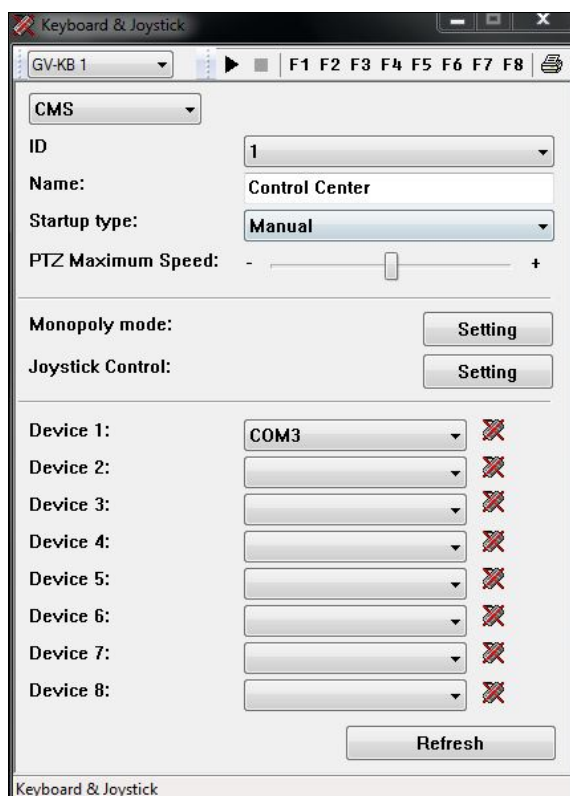 Keyboard & Joystick
GV-KB 1 F1 F2 F3 F4 F5 F6 F7 F8
CMS
ID 1
Name: Control Center
Startup type: Manual
PTZ Maximum Speed: - +
Monopoly mode: Setting
Joystick Control: Setting
Device 1: COM3
Device 2:
Device 3:
Device 4:
Device 5:
Device 6:
Device 7:
Device 8:
Refresh
Keyboard & Joystick